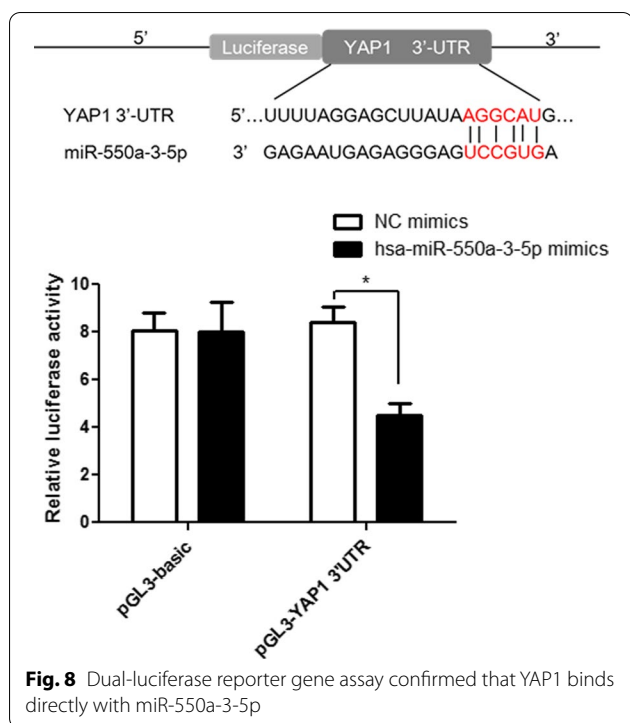 5’ 3’
Luciferase YAP1 3’-UTR
YAP1 3’-UTR 5’...UUUUAGGAGCUUAUAAGGCAUG...
miR-550a-3-5p 3’ GAGAAUGAGAGGGAGUCCGUGA
NC mimics
hsa-miR-550a-3-5p mimics
*
Relative luciferase activity
10
8
6
4
2
0
pGL3-basic
pGL3-YAP1 3'UTR
Fig. 8 Dual-luciferase reporter gene assay confirmed that YAP1 binds
directly with miR-550a-3-5p